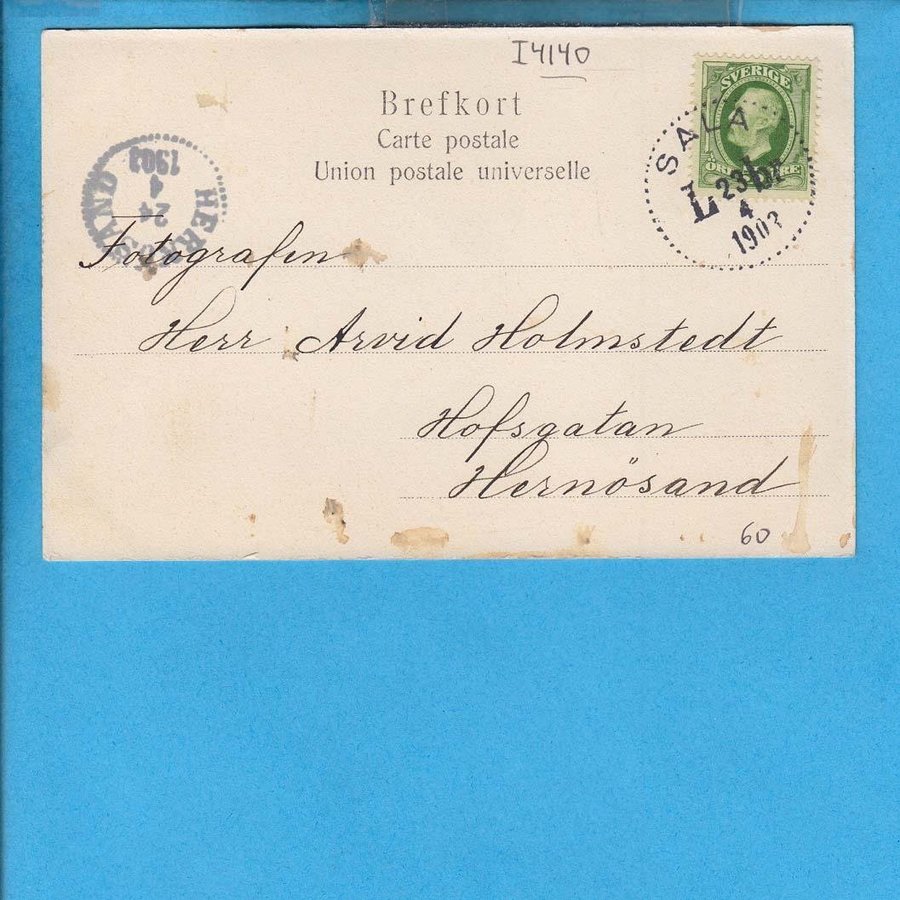 I4140
Brefkort
Carte postale
Union postale universelle
SVERIGE
SALA
L 23
4
1903
HERNÖSAND
24
4
1903
Fotografen
Herr Arvid Holmstedt
Hofsgatan
Hernösand
60